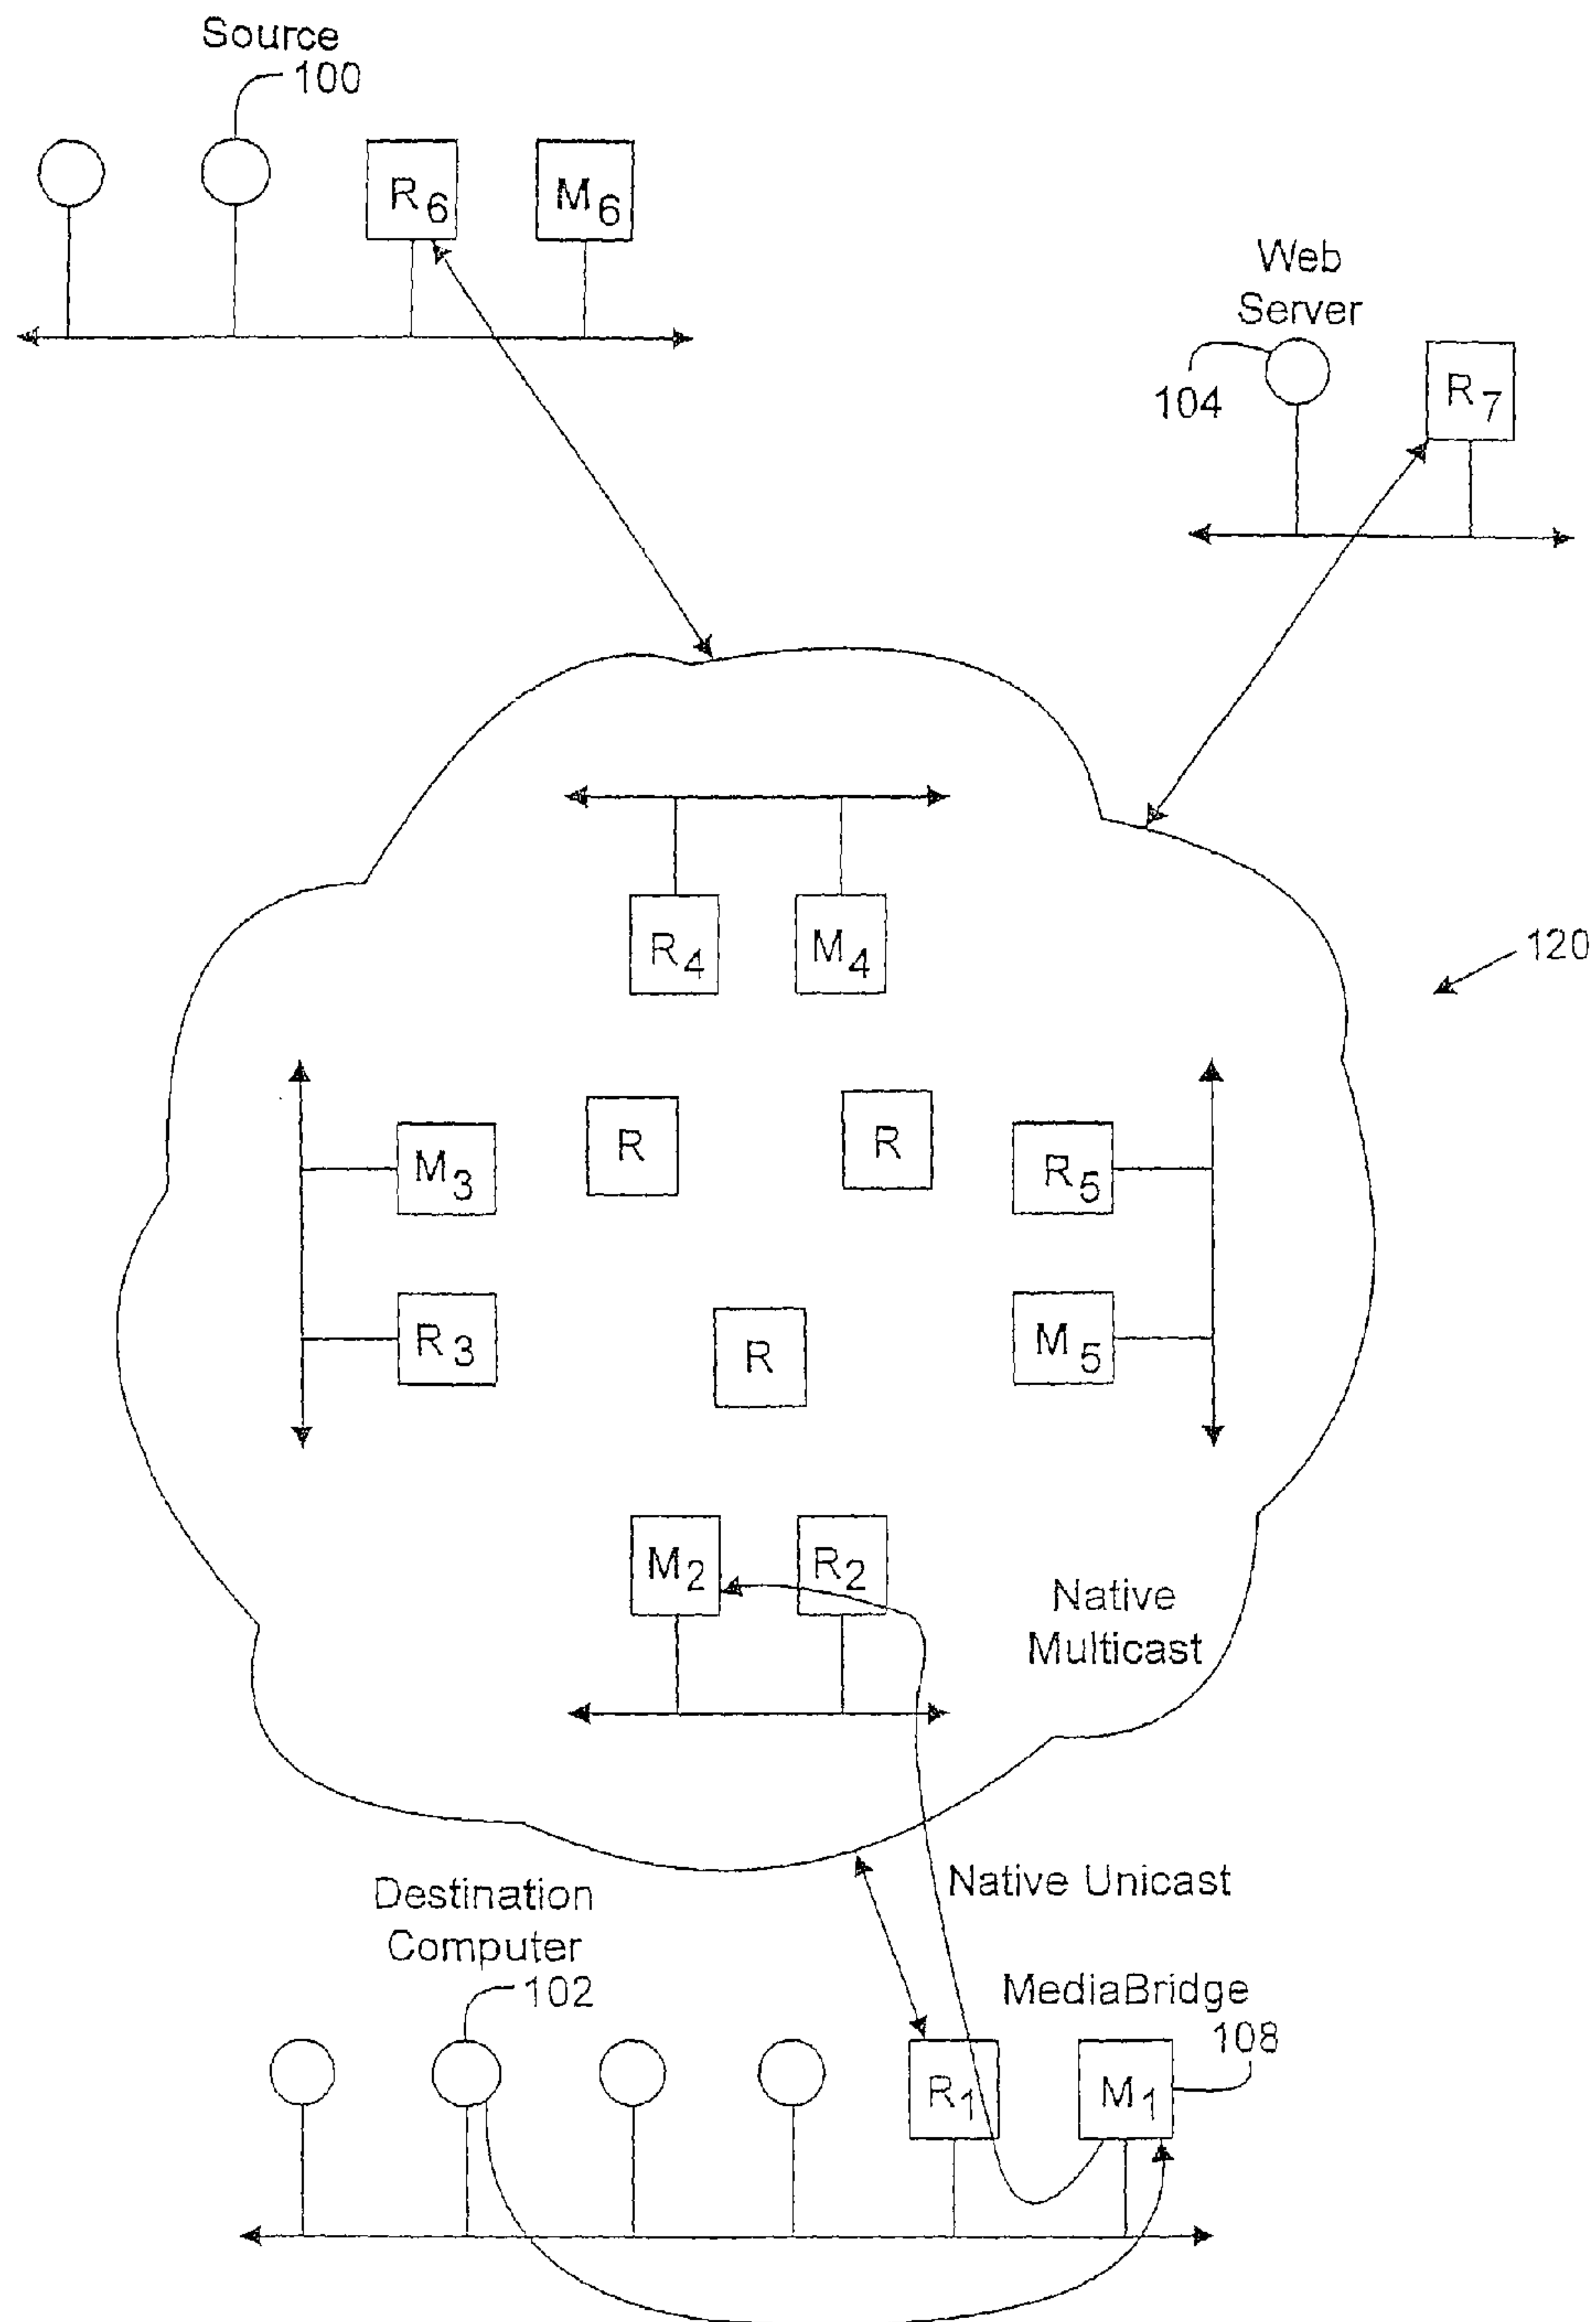 Source
100
R6
M6
Web
Server
104
R7
120
R4
M4
M3
R
R
R5
R3
R
M5
M2
R2
Native
Multicast
Native Unicast
Destination
Computer
102
MediaBridge
108
R1
M1